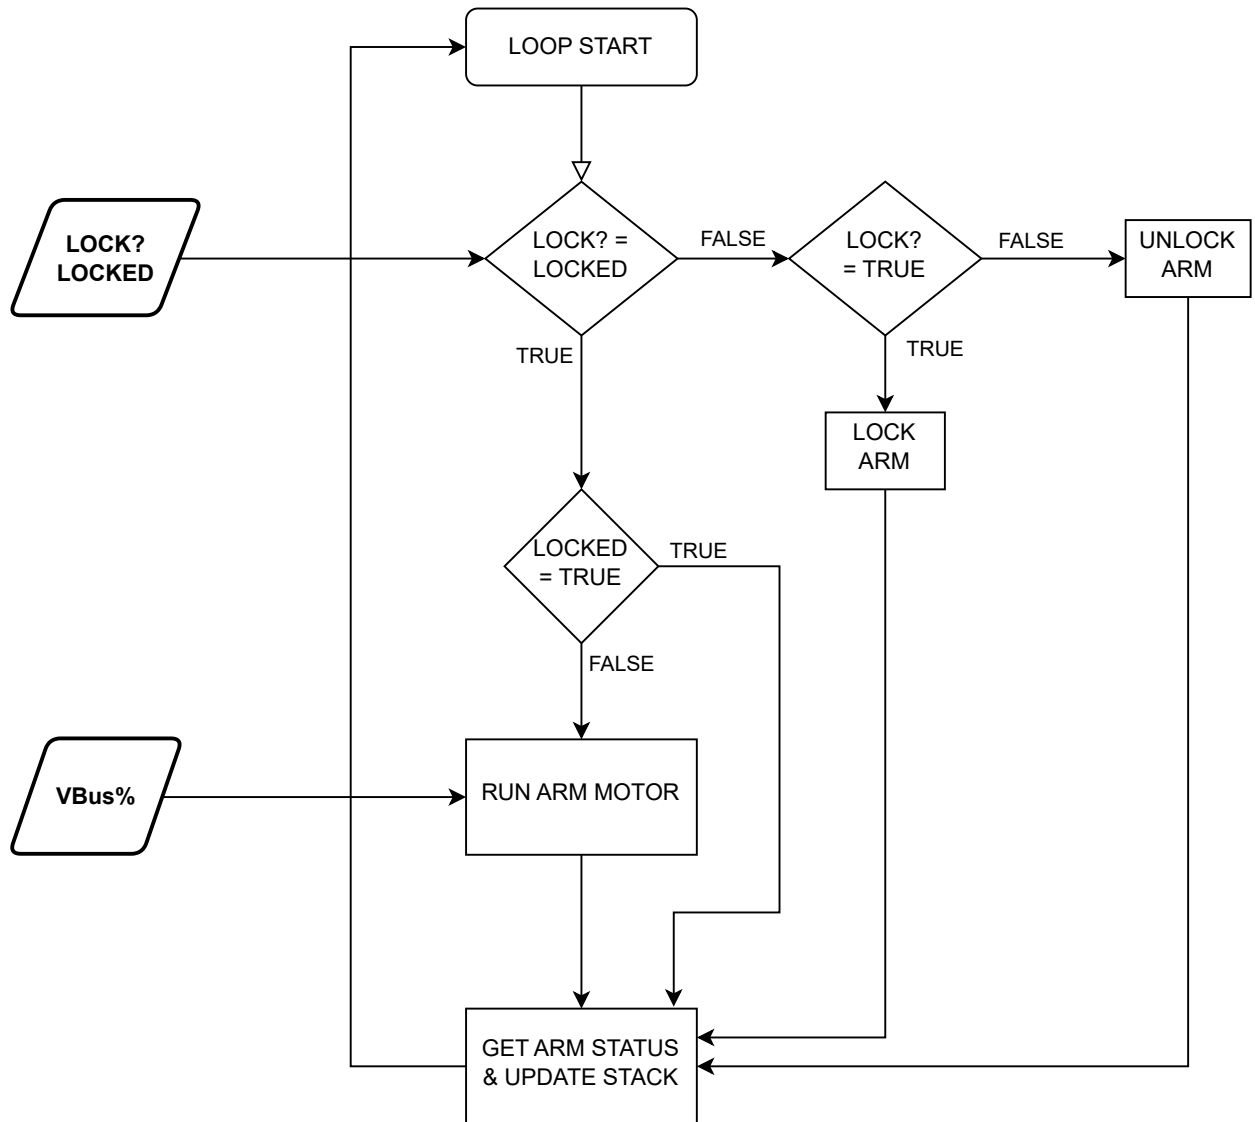 LOOP START
LOCK?
LOCKED
LOCK? =
LOCKED
FALSE
LOCK?
= TRUE
FALSE
UNLOCK
ARM
TRUE
TRUE
LOCK
ARM
LOCKED
= TRUE
TRUE
FALSE
VBus%
RUN ARM MOTOR
GET ARM STATUS
& UPDATE STACK